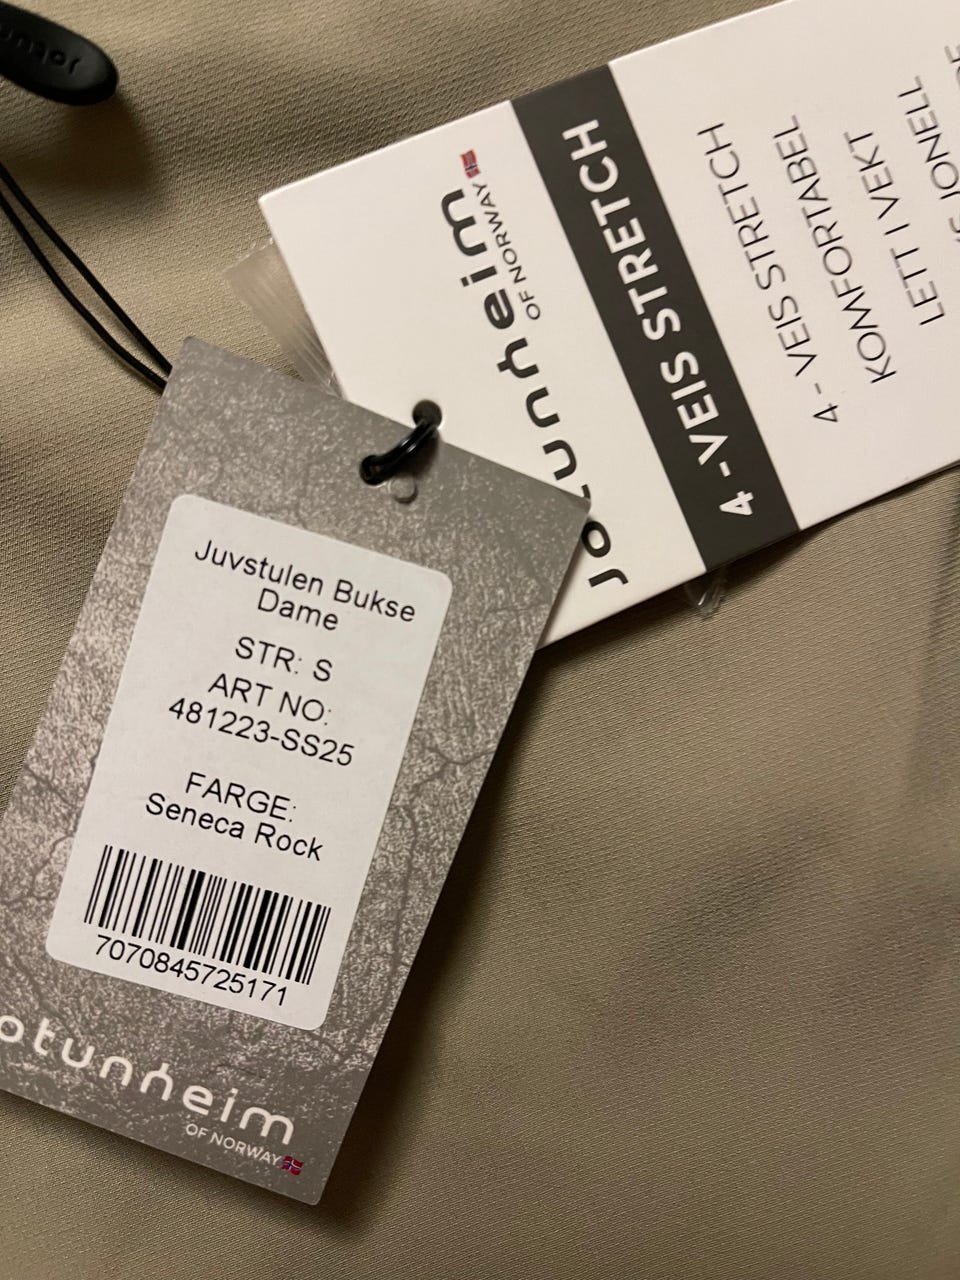 Juvstulen Bukse
Dame
STR: S
ART NO:
481223-SS25
FARGE:
Seneca Rock
7070845725171
otunheim
OF NORWAY
jotunheim
OF NORWAY
4 - VEIS STRETCH
4 - VEIS STRETCH
KOMFORTABEL
LETT I VEKT